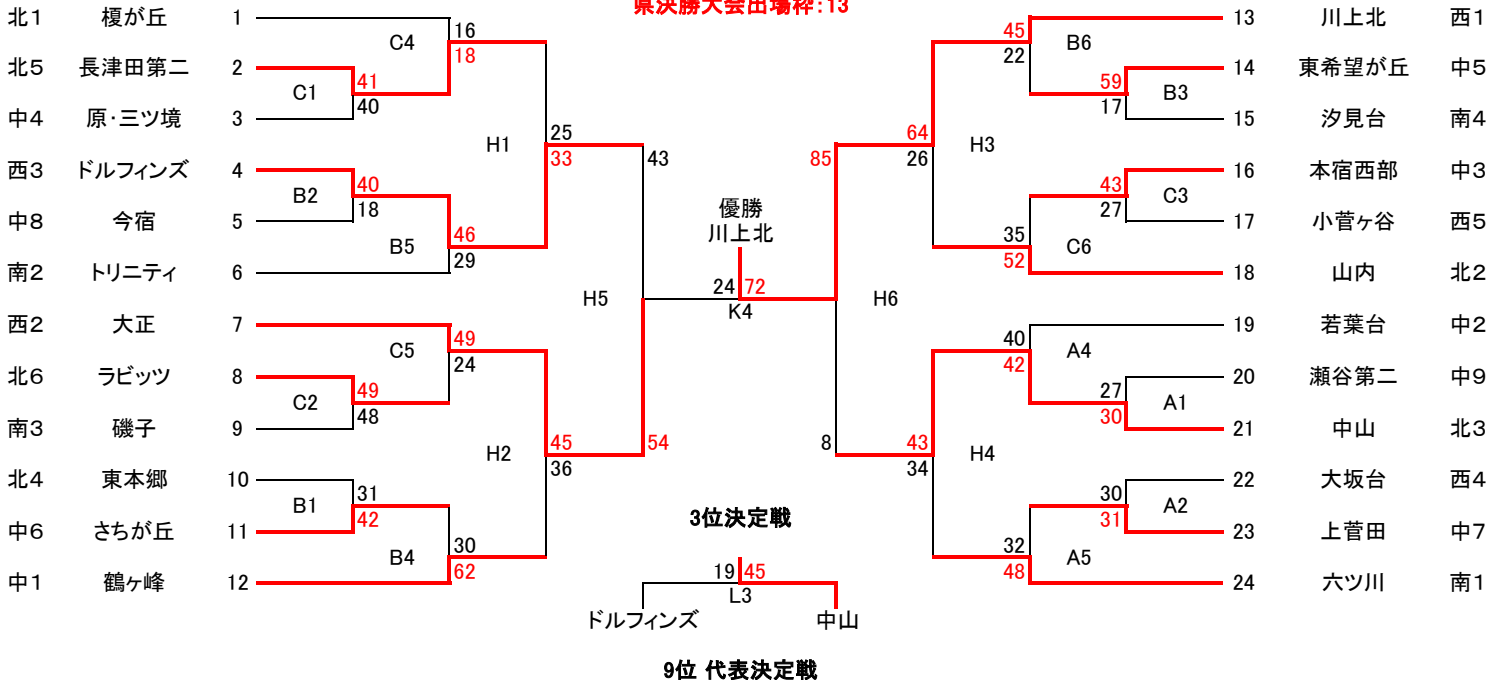 県決勝大会出場枠:13
北1 榎が丘 1
16
C4
18
北5 長津田第二 2
41
C1
40
中4 原・三ツ境 3
25
H1
33
西3 ドルフィンズ 4
40
B2
18
中8 今宿 5
46
B5
29
南2 トリニティ 6
43
H5
54
西2 大正 7
49
C5
24
北6 ラビッツ 8
49
C2
48
南3 磯子 9
45
H2
36
北4 東本郷 10
31
B1
42
中6 さちが丘 11
30
B4
62
中1 鶴ヶ峰 12
優勝
川上北
24 72
K4
13 川上北 西1
45
B6
22
14 東希望が丘 中5
59
B3
17
15 汐見台 南4
64
H3
26
16 本宿西部 中3
43
C3
27
17 小菅ヶ谷 西5
35
C6
52
18 山内 北2
85
H6
8
19 若葉台 中2
40
A4
42
20 瀬谷第二 中9
27
A1
30
21 中山 北3
43
H4
34
22 大坂台 西4
30
A2
31
23 上菅田 中7
32
A5
48
24 六ツ川 南1
3位決定戦
19 45
L3
ドルフィンズ 中山
9位 代表決定戦